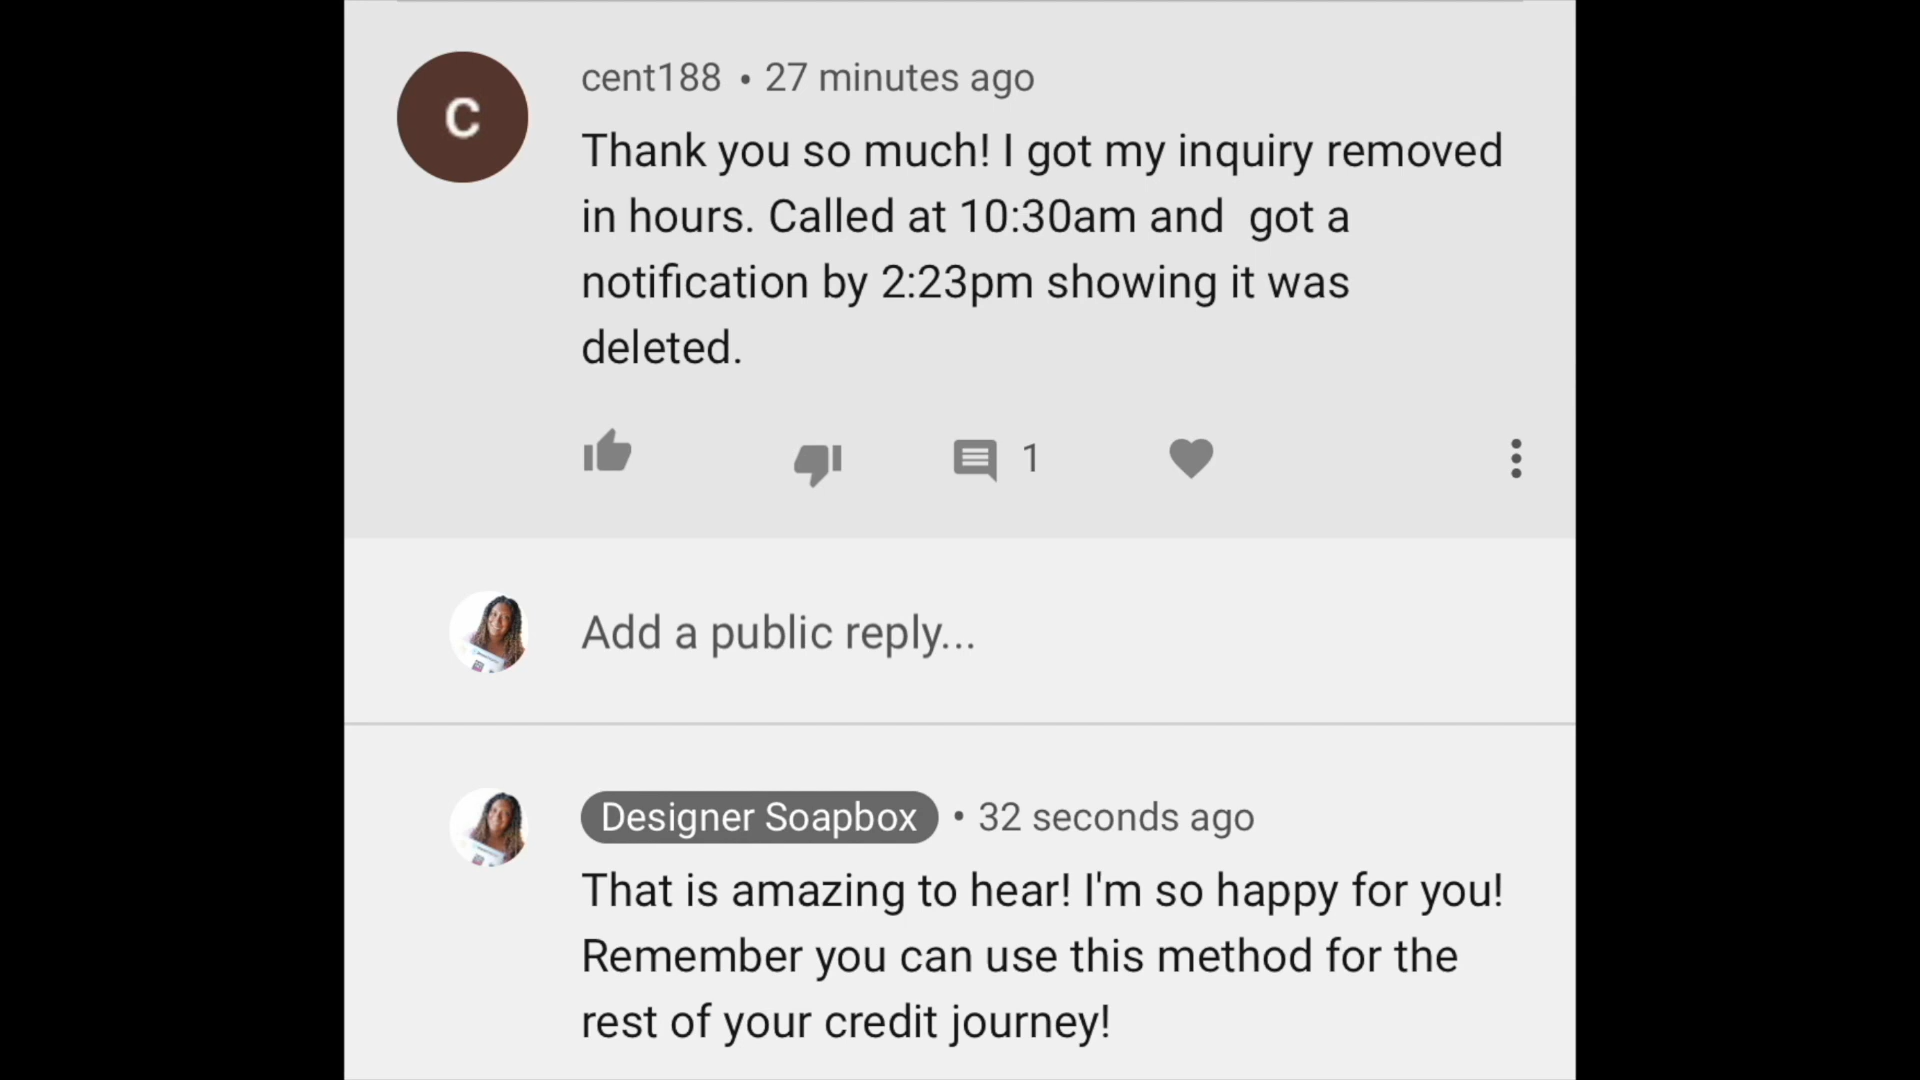 C
cent188 • 27 minutes ago
Thank you so much! I got my inquiry removed
in hours. Called at 10:30am and  got a
notification by 2:23pm showing it was
deleted.
1
Add a public reply...
Designer Soapbox • 32 seconds ago
That is amazing to hear! I'm so happy for you!
Remember you can use this method for the
rest of your credit journey!